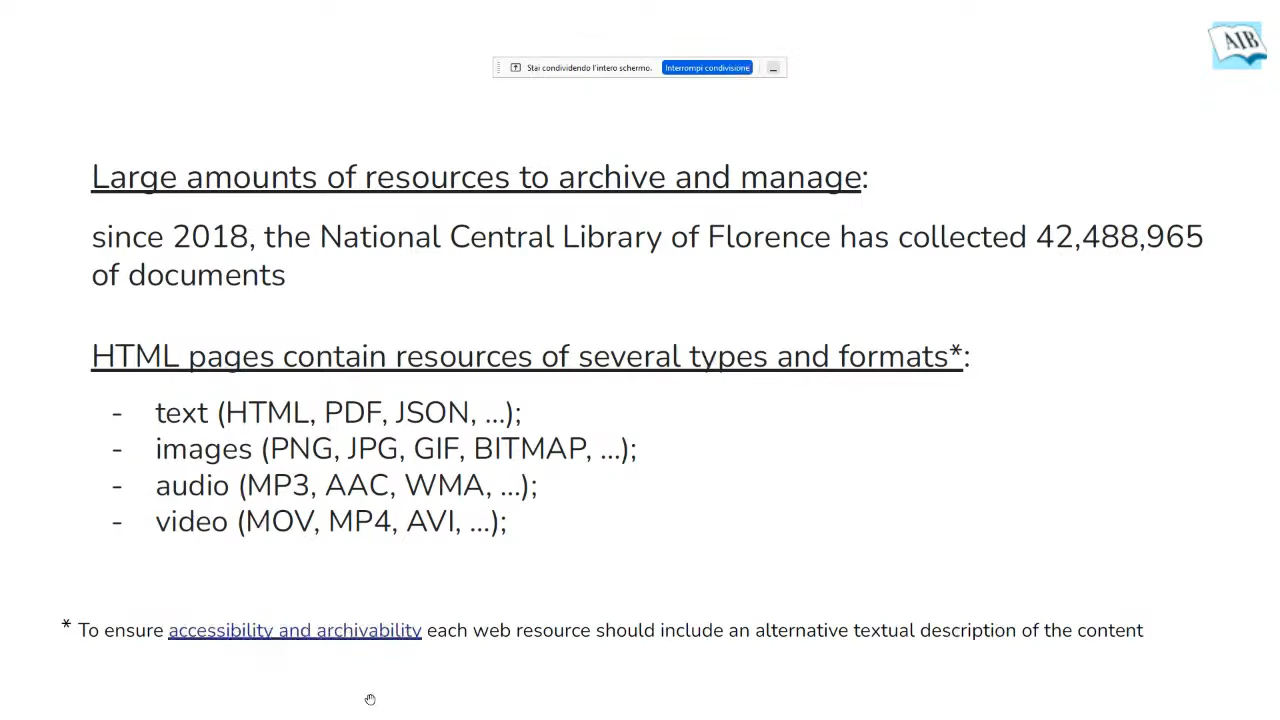 AIB
Stai condividendo l'intero schermo. Interrompi condivisione
Large amounts of resources to archive and manage:
since 2018, the National Central Library of Florence has collected 42,488,965
of documents
HTML pages contain resources of several types and formats*:
- text (HTML, PDF, JSON, ...);
- images (PNG, JPG, GIF, BITMAP, ...);
- audio (MP3, AAC, WMA, ...);
- video (MOV, MP4, AVI, ...);
* To ensure accessibility and archivability each web resource should include an alternative textual description of the content